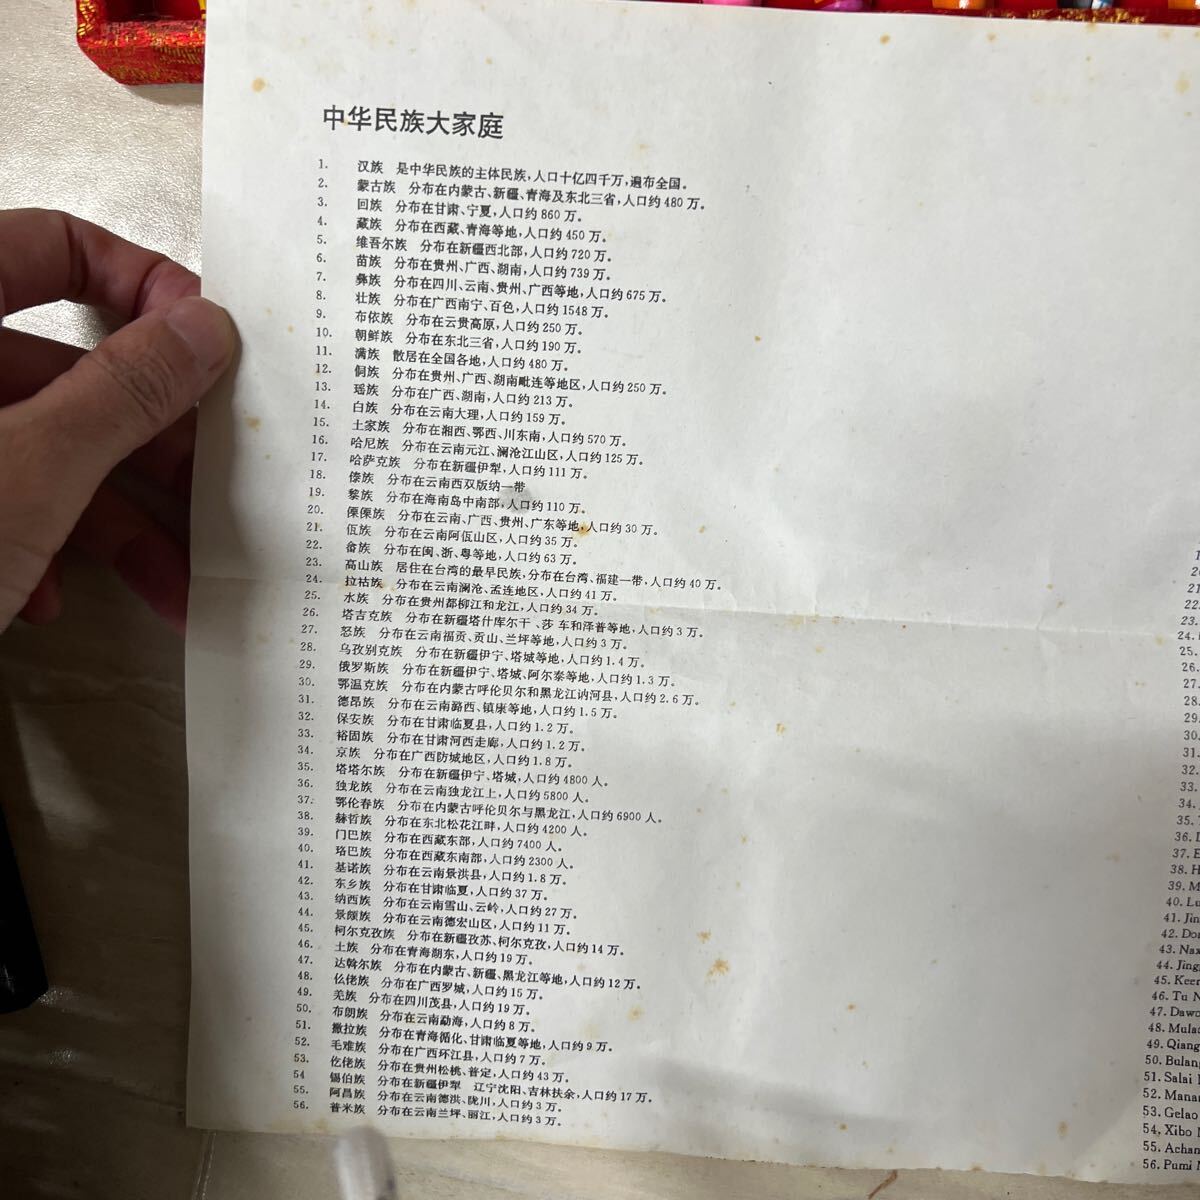 中华民族大家庭
1. 汉族 是中华民族的主体民族,人口十亿四千万,遍布全国。
2. 蒙古族 分布在内蒙古、新疆、青海及东北三省,人口约480万。
3. 回族 分布在甘肃、宁夏,人口约860万。
4. 藏族 分布在西藏、青海等地,人口约450万。
5. 维吾尔族 分布在新疆西北部,人口约720万。
6. 苗族 分布在贵州、广西、湖南,人口约739万。
7. 彝族 分布在四川、云南、贵州、广西等地,人口约675万。
8. 壮族 分布在广西南宁、百色,人口约1548万。
9. 布依族 分布在云贵高原,人口约250万。
10. 朝鲜族 分布在东北三省,人口约190万。
11. 满族 散居在全国各地,人口约480万。
12. 侗族 分布在贵州、广西、湖南毗连等地区,人口约250万。
13. 瑶族 分布在广西、湖南,人口约213万。
14. 白族 分布在云南大理,人口约159万。
15. 土家族 分布在湘西、鄂西、川东南,人口约570万。
16. 哈尼族 分布在云南元江、澜沧江山区,人口约125万。
17. 哈萨克族 分布在新疆伊犁,人口约111万。
18. 傣族 分布在云南西双版纳一带
19. 黎族 分布在海南岛中南部,人口约110万。
20. 傈僳族 分布在云南、广西、贵州、广东等地,人口约30万。
21. 佤族 分布在云南阿佤山区,人口约35万。
22. 畲族 分布在闽、浙、粤等地,人口约63万。
23. 高山族 居住在台湾的最早民族,分布在台湾、福建一带,人口约40万。
24. 拉祜族 分布在云南澜沧、孟连地区,人口约41万。
25. 水族 分布在贵州都柳江和龙江,人口约34万。
26. 塔吉克族 分布在新疆塔什库尔干、莎车和泽普等地,人口约3万。
27. 怒族 分布在云南福贡、贡山、兰坪等地,人口约3万。
28. 乌孜别克族 分布在新疆伊宁、塔城等地,人口约1.4万。
29. 俄罗斯族 分布在新疆伊宁、塔城、阿尔泰等地,人口约1.3万。
30. 鄂温克族 分布在内蒙古呼伦贝尔和黑龙江讷河县,人口约2.6万。
31. 德昂族 分布在云南潞西、镇康等地,人口约1.5万。
32. 保安族 分布在甘肃临夏县,人口约1.2万。
33. 裕固族 分布在甘肃河西走廊,人口约1.2万。
34. 京族 分布在广西防城地区,人口约1.8万。
35. 塔塔尔族 分布在新疆伊宁、塔城,人口约4800人。
36. 独龙族 分布在云南独龙江上,人口约5800人。
37. 鄂伦春族 分布在内蒙古呼伦贝尔与黑龙江,人口约6900人。
38. 赫哲族 分布在东北松花江畔,人口约4200人。
39. 门巴族 分布在西藏东部,人口约7400人。
40. 珞巴族 分布在西藏东南部,人口约2300人。
41. 基诺族 分布在云南景洪县,人口约1.8万。
42. 东乡族 分布在甘肃临夏,人口约37万。
43. 纳西族 分布在云南雪山、云岭,人口约27万。
44. 景颇族 分布在云南德宏山区,人口约11万。
45. 柯尔克孜族 分布在新疆孜苏、柯尔克孜,人口约14万。
46. 土族 分布在青海湖东,人口约19万。
47. 达斡尔族 分布在内蒙古、新疆、黑龙江等地,人口约12万。
48. 仫佬族 分布在广西罗城,人口约15万。
49. 羌族 分布在四川茂县,人口约19万。
50. 布朗族 分布在云南勐海,人口约8万。
51. 撒拉族 分布在青海循化、甘肃临夏等地,人口约9万。
52. 毛难族 分布在广西环江县,人口约7万。
53. 仡佬族 分布在贵州松桃、普定,人口约43万。
54 锡伯族 分布在新疆伊犁 辽宁沈阳、吉林扶余,人口约17万。
55. 阿昌族 分布在云南德洪、陇川,人口约3万。
56. 普米族 分布在云南兰坪、丽江,人口约3万。
20.
21.
22.
23.
24.
25.
26.
27.
28.
29.
30.
31.
32.
33.
34.
35.
36.
37. E
38. H
39. M
40. Lu
41. Jin
42. Don
43. Nax
44. Jing
45. Keer
46. Tu N
47. Dawo
48. Mulao
49. Qiang
50. Bulang
51. Salai
52. Manan
53. Gelao
54. Xibo
55. Achan
56. Pumi